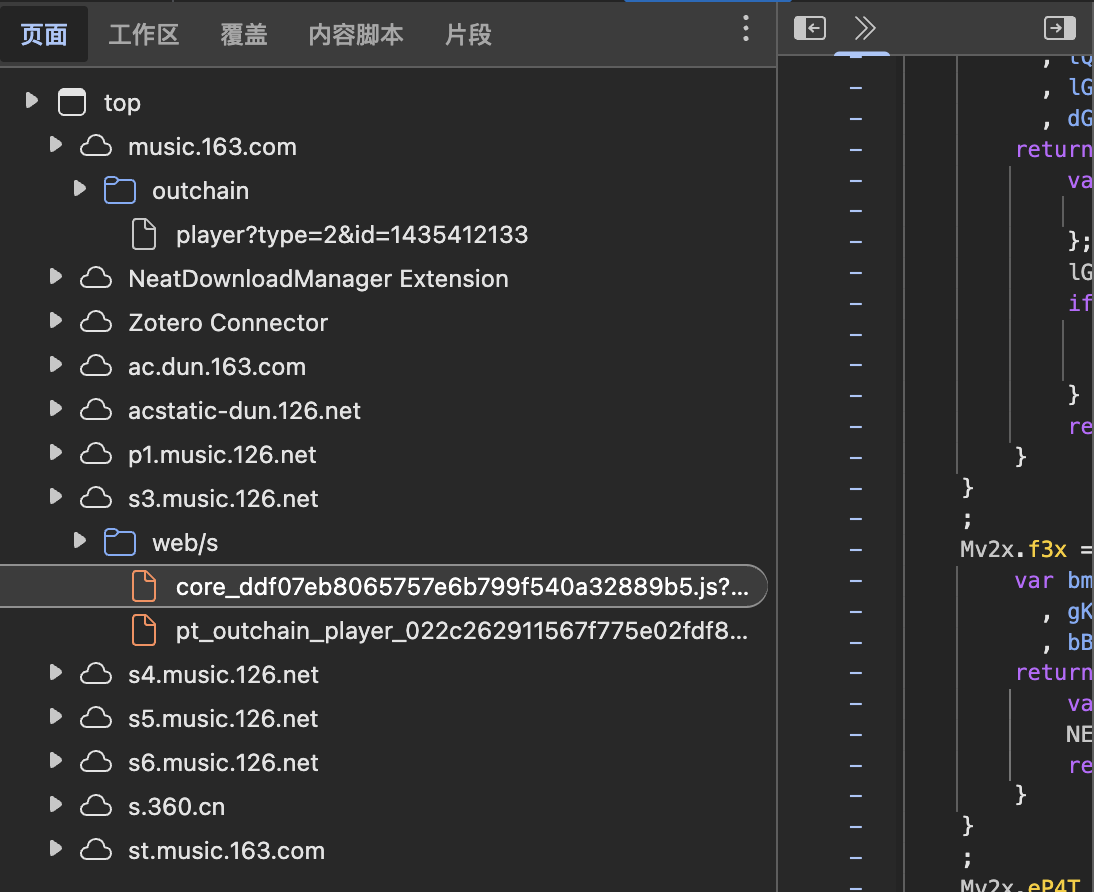 页面 工作区 覆盖 内容脚本 片段
top
music.163.com
outchain
player?type=2&id=1435412133
NeatDownloadManager Extension
Zotero Connector
ac.dun.163.com
acstatic-dun.126.net
p1.music.126.net
s3.music.126.net
web/s
core_ddf07eb8065757e6b799f540a32889b5.js?...
pt_outchain_player_022c262911567f775e02fdf8...
s4.music.126.net
s5.music.126.net
s6.music.126.net
s.360.cn
st.music.163.com
, lG
, dG
return
va
};
lG
if
}
re
}
}
;
Mv2x.f3x =
var bm
, gK
, bB
return
va
NE
re
}
}
;
Mv2x.eP4T